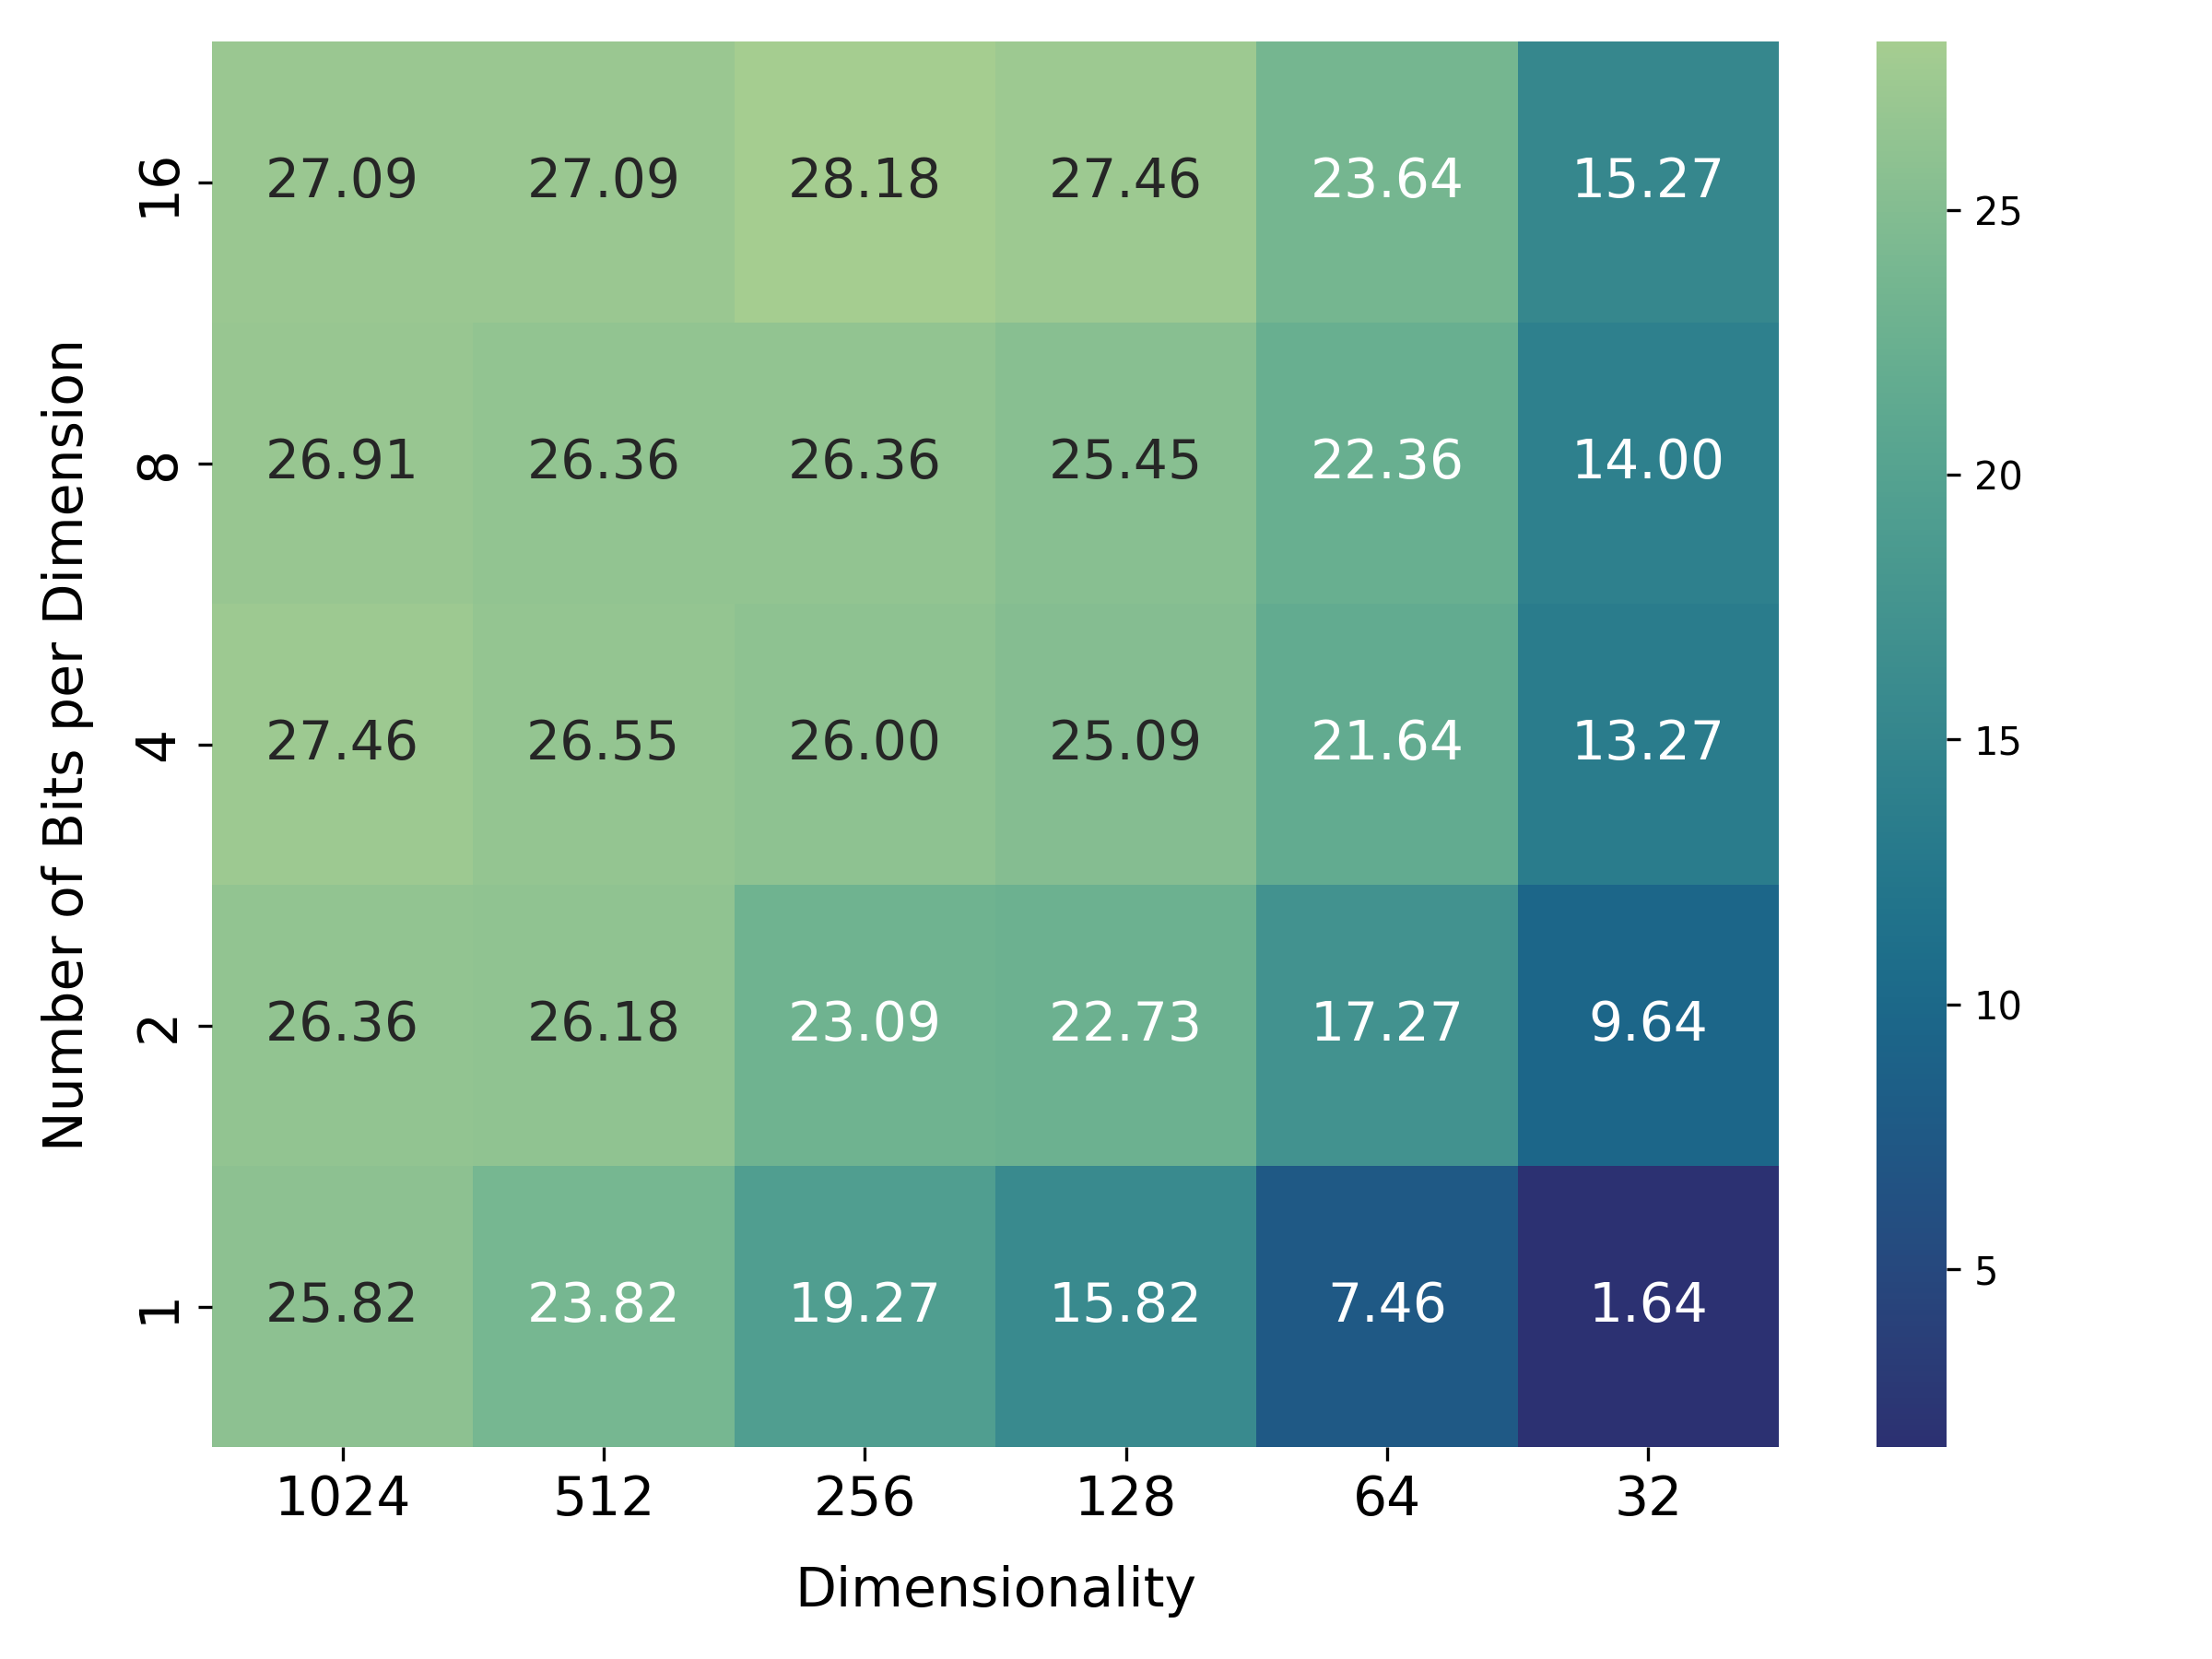 Number of Bits per Dimension
16
27.09 27.09 28.18 27.46 23.64 15.27
8
26.91 26.36 26.36 25.45 22.36 14.00
4
27.46 26.55 26.00 25.09 21.64 13.27
2
26.36 26.18 23.09 22.73 17.27 9.64
1
25.82 23.82 19.27 15.82 7.46 1.64
1024 512 256 128 64 32
Dimensionality
25
20
15
10
5